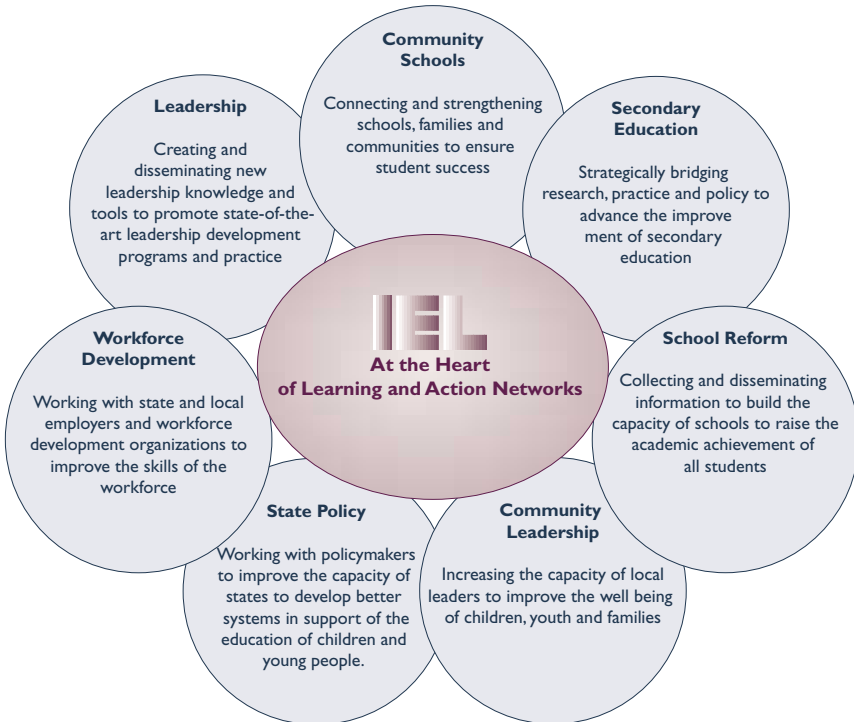 Community
Schools
Connecting and strengthening
schools, families and
communities to ensure
student success
Leadership
Creating and
disseminating new
leadership knowledge and
tools to promote state-of-the-
art leadership development
programs and practice
Secondary
Education
Strategically bridging
research, practice and policy to
advance the improve
ment of secondary
education
IEL
At the Heart
of Learning and Action Networks
Workforce
Development
Working with state and local
employers and workforce
development organizations to
improve the skills of the
workforce
School Reform
Collecting and disseminating
information to build the
capacity of schools to raise the
academic achievement of
all students
State Policy
Working with policymakers
to improve the capacity of
states to develop better
systems in support of the
education of children and
young people.
Community
Leadership
Increasing the capacity of local
leaders to improve the well being
of children, youth and families